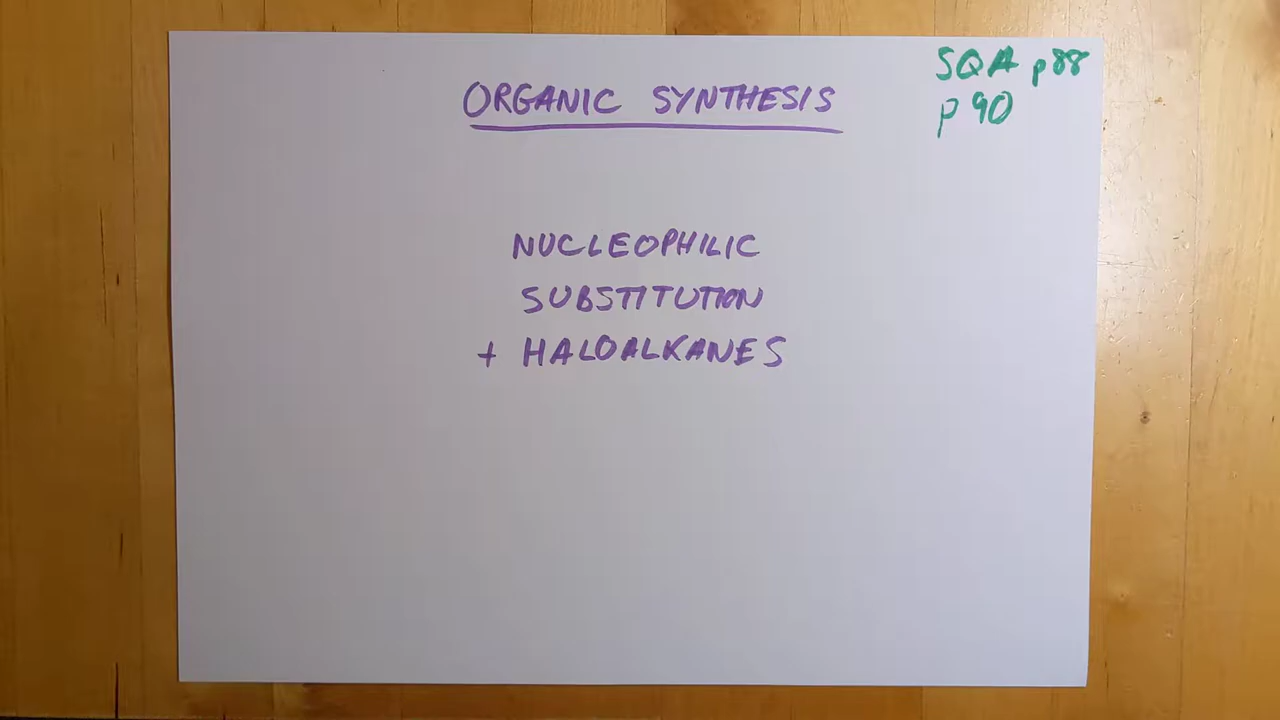 ORGANIC SYNTHESIS
SQA p88
p90
NUCLEOPHILIC
SUBSTITUTION
+ HALOALKANES